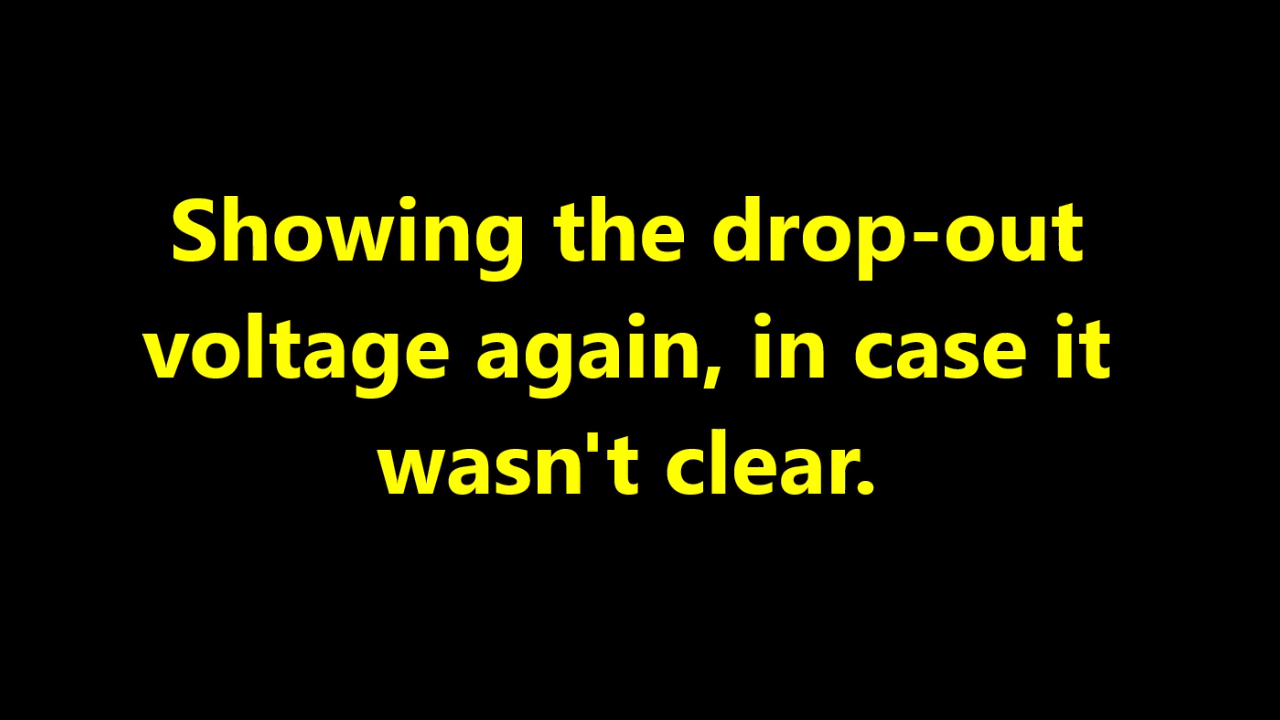 Showing the drop-out
voltage again, in case it
wasn't clear.